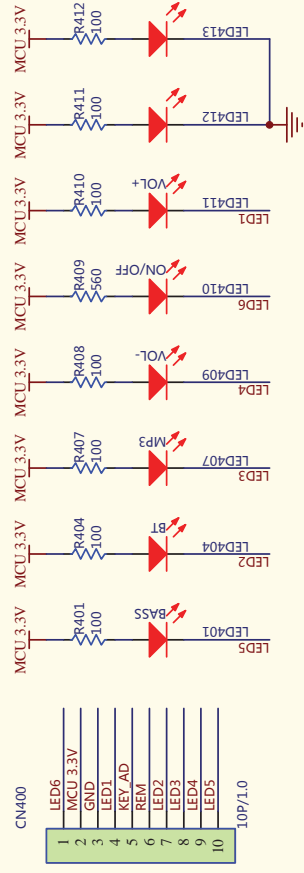 MCU 3.3V
R412
100
LED413
MCU 3.3V
R411
100
LED412
MCU 3.3V
R410
100
VOL+
LED411
LED1
MCU 3.3V
R409
560
ON/OFF
LED410
LED6
MCU 3.3V
R408
100
VOL-
LED409
LED4
MCU 3.3V
R407
100
MP3
LED407
LED3
MCU 3.3V
R404
100
BT
LED404
LED2
MCU 3.3V
R401
100
BASS
LED401
LED5
CN400
LED6
1
MCU 3.3V
2
GND
3
LED1
4
KEY_AD
5
REM
6
LED2
7
LED3
8
LED4
9
LED5
10
10P/1.0